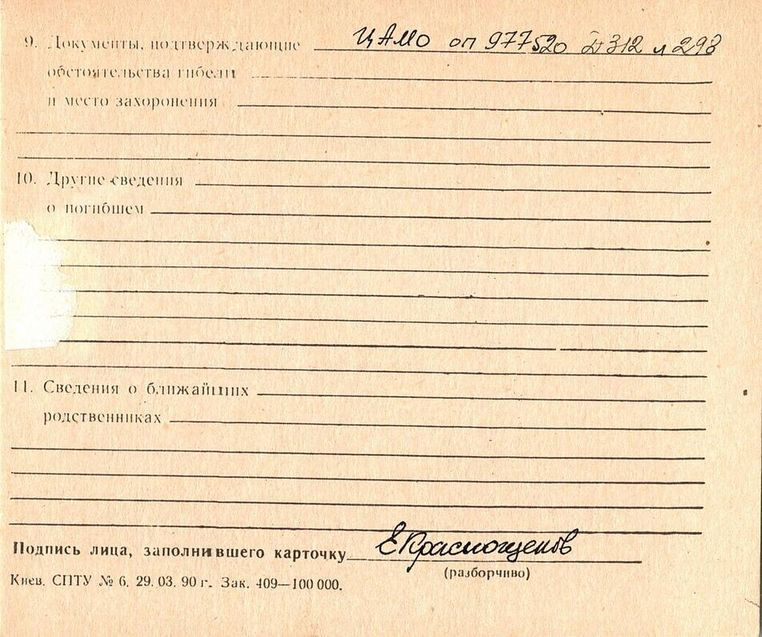 9. Документы, подтверждающие ЦАМО оп 977520 д 312 л 293
обстоятельства гибели
и место захоронения
10. Другие сведения
о погибшем
11. Сведения о ближайших
родственниках
Подпись лица, заполнившего карточку ЕКраснощеков
(разборчиво)
Киев. СПТУ № 6. 29. 03. 90 г. Зак. 409—100 000.